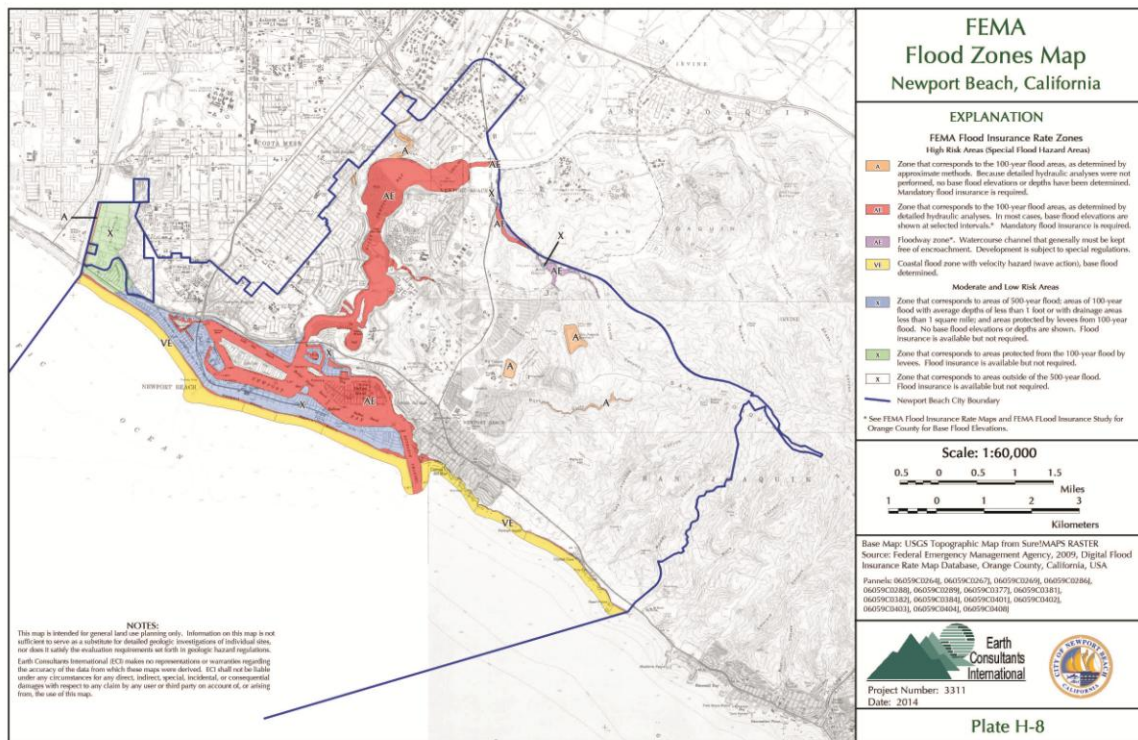 FEMA
Flood Zones Map
Newport Beach, California
EXPLANATION
FEMA Flood Insurance Rate Zones
High Risk Areas (Special Flood Hazard Areas)
A
Zone that corresponds to the 100-year flood areas, as determined by
approximate methods. Because detailed hydraulic analyses were not
performed, no base flood elevations or depths have been determined.
Mandatory flood insurance is required.
AE
Zone that corresponds to the 100-year flood areas, as determined by
detailed hydraulic analyses. In most cases, base flood elevations are
shown at selected intervals.* Mandatory flood insurance is required.
AE
Floodway zone*. Watercourse channel that generally must be kept
free of encroachment. Development is subject to special regulations.
VE
Coastal flood zone with velocity hazard (wave action), base flood
determined.
Moderate and Low Risk Areas
X
Zone that corresponds to areas of 500-year flood; areas of 100-year
flood with average depths of less than 1 foot or with drainage areas
less than 1 square mile; and areas protected by levees from 100-year
flood. No base flood elevations or depths are shown. Flood
insurance is available but not required.
X
Zone that corresponds to areas protected from the 100-year flood by
levees. Flood insurance is available but not required.
X
Zone that corresponds to areas outside of the 500-year flood.
Flood insurance is available but not required.
Newport Beach City Boundary
* See FEMA Flood Insurance Rate Maps and FEMA FLood Insurance Study for
Orange County for Base Flood Elevations.
Scale: 1:60,000
0.5 0 0.5 1 1.5
Miles
1 0 1 2 3
Kilometers
Base Map: USGS Topographic Map from Sure!MAPS RASTER
Source: Federal Emergency Management Agency, 2009, Digital Flood
Insurance Rate Map Database, Orange County, California, USA
Pannels: 06059C0264J, 06059C0267J, 06059C0269J, 06059C0286J,
06059C0288J, 06059C0289J, 06059C0377J, 06059C0381J,
06059C0382J, 06059C0384J, 06059C0401J, 06059C0402J,
06059C0403J, 06059C0404J, 06059C0408J
Earth
Consultants
International
CITY OF NEWPORT BEACH
CALIFORNIA
Project Number: 3311
Date: 2014
Plate H-8
IRVINE
COSTA MESA
A
AE
AE
NEWPORT BEACH
X
AE
X
AE
A
X
A
A
A
VE
X
NEWPORT BEACH
X
AE
NEWPORT BEACH
VE
SAN JOAQUIN
OCEAN
NOTES:
This map is intended for general land use planning only. Information on this map is not
sufficient to serve as a substitute for detailed geologic investigations of individual sites,
nor does it satisfy the evaluation requirements set forth in geologic hazard regulations.
Earth Consultants International (ECI) makes no representations or warranties regarding
the accuracy of the data from which these maps were derived. ECI shall not be liable
under any circumstances for any direct, indirect, special, incidental, or consequential
damages with respect to any claim by any user or third party on account of, or arising
from, the use of this map.